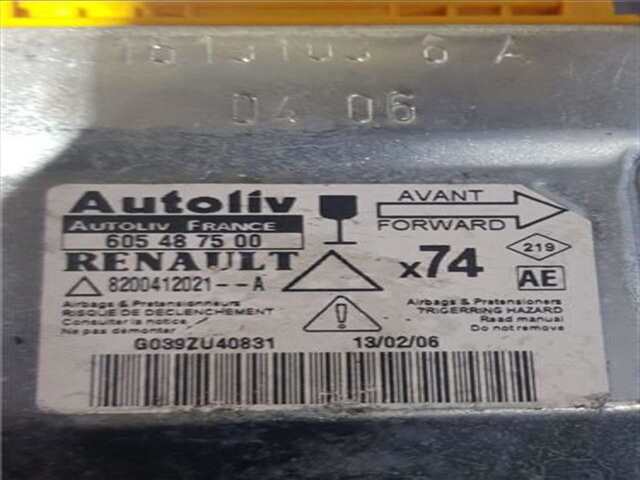 04 06
Autoliv
AUTOLIV FRANCE
605 48 75 00
RENAULT
8200412021--A
Airbags & Pretensionneurs
RISQUE DE DECLENCHEMENT
Consulter la notice
Ne pas démonter
G039ZU40831
13/02/06
AVANT
FORWARD
x74
219
AE
!
Airbags & Pretensioners
TRIGERRING HAZARD
Read manual
Do not remove